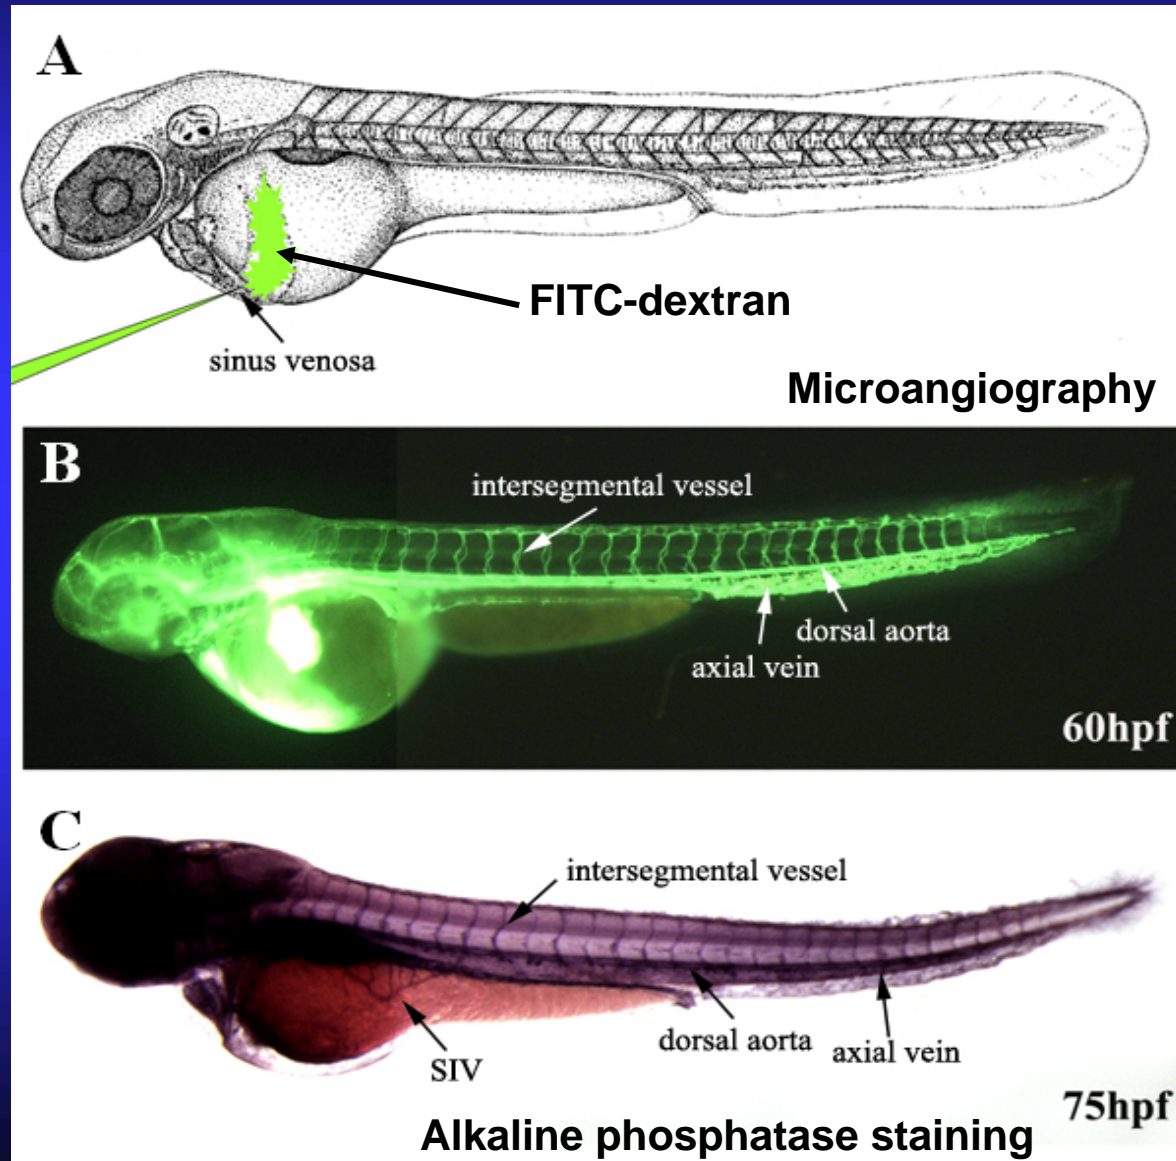 A
FITC-dextran
sinus venosa
Microangiography
B
intersegmental vessel
dorsal aorta
axial vein
60hpf
C
intersegmental vessel
dorsal aorta
axial vein
SIV
75hpf
Alkaline phosphatase staining